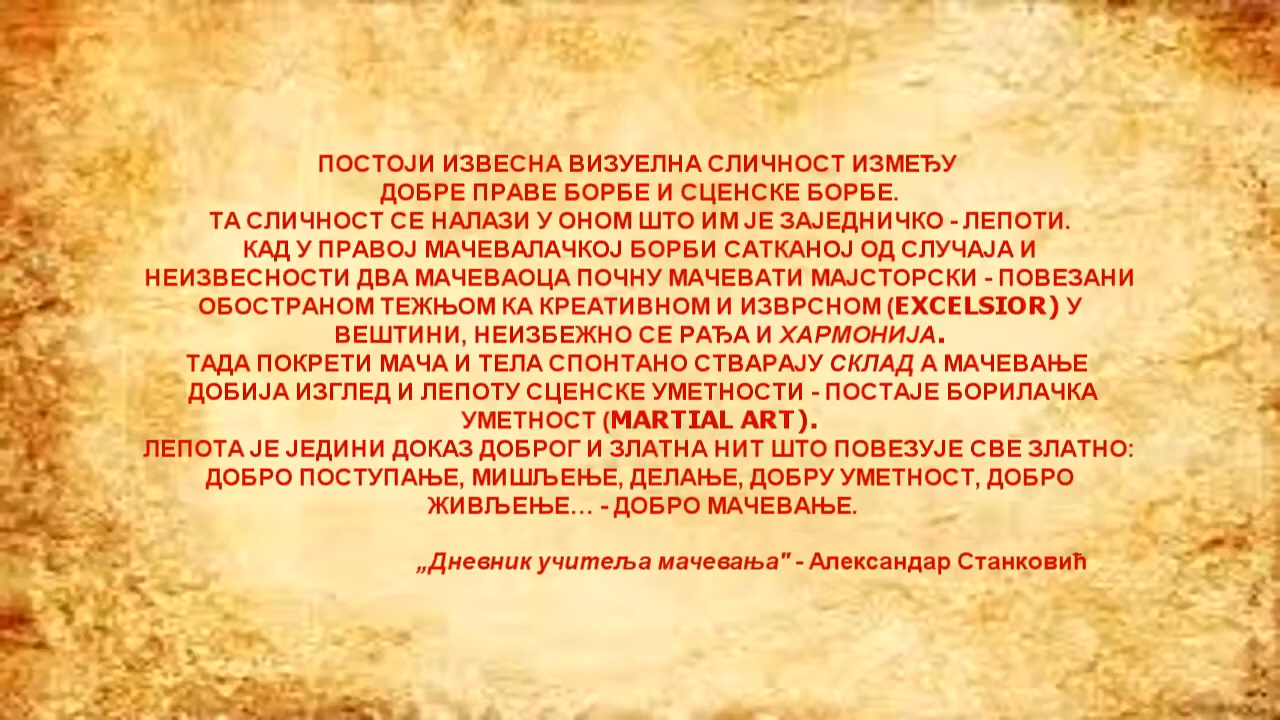 ПОСТОЈИ ИЗВЕСНА ВИЗУЕЛНА СЛИЧНОСТ ИЗМЕЂУ
ДОБРЕ ПРАВЕ БОРБЕ И СЦЕНСКЕ БОРБЕ.
ТА СЛИЧНОСТ СЕ НАЛАЗИ У ОНОМ ШТО ИМ ЈЕ ЗАЈЕДНИЧКО - ЛЕПОТИ.
КАД У ПРАВОЈ МАЧЕВАЛАЧКОЈ БОРБИ САТКАНОЈ ОД СЛУЧАЈА И
НЕИЗВЕСНОСТИ ДВА МАЧЕВАОЦА ПОЧНУ МАЧЕВАТИ МАЈСТОРСКИ - ПОВЕЗАНИ
ОБОСТРАНОМ ТЕЖЊОМ КА КРЕАТИВНОМ И ИЗВРСНОМ (EXCELSIOR) У
ВЕШТИНИ, НЕИЗБЕЖНО СЕ РАЂА И ХАРМОНИЈА.
ТАДА ПОКРЕТИ МАЧА И ТЕЛА СПОНТАНО СТВАРАЈУ СКЛАД А МАЧЕВАЊЕ
ДОБИЈА ИЗГЛЕД И ЛЕПОТУ СЦЕНСКЕ УМЕТНОСТИ - ПОСТАЈЕ БОРИЛАЧКА
УМЕТНОСТ (MARTIAL ART).
ЛЕПОТА ЈЕ ЈЕДИНИ ДОКАЗ ДОБРОГ И ЗЛАТНА НИТ ШТО ПОВЕЗУЈЕ СВЕ ЗЛАТНО:
ДОБРО ПОСТУПАЊЕ, МИШЉЕЊЕ, ДЕЛАЊЕ, ДОБРУ УМЕТНОСТ, ДОБРО
ЖИВЉЕЊЕ... - ДОБРО МАЧЕВАЊЕ.
„Дневник учитеља мачевања" - Александар Станковић